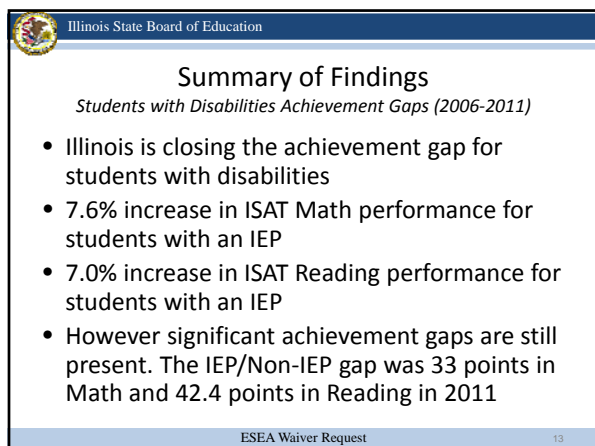 Illinois State Board of Education
Summary of Findings
Students with Disabilities Achievement Gaps (2006-2011)
• Illinois is closing the achievement gap for
students with disabilities
• 7.6% increase in ISAT Math performance for
students with an IEP
• 7.0% increase in ISAT Reading performance for
students with an IEP
• However significant achievement gaps are still
present. The IEP/Non-IEP gap was 33 points in
Math and 42.4 points in Reading in 2011
ESEA Waiver Request
13